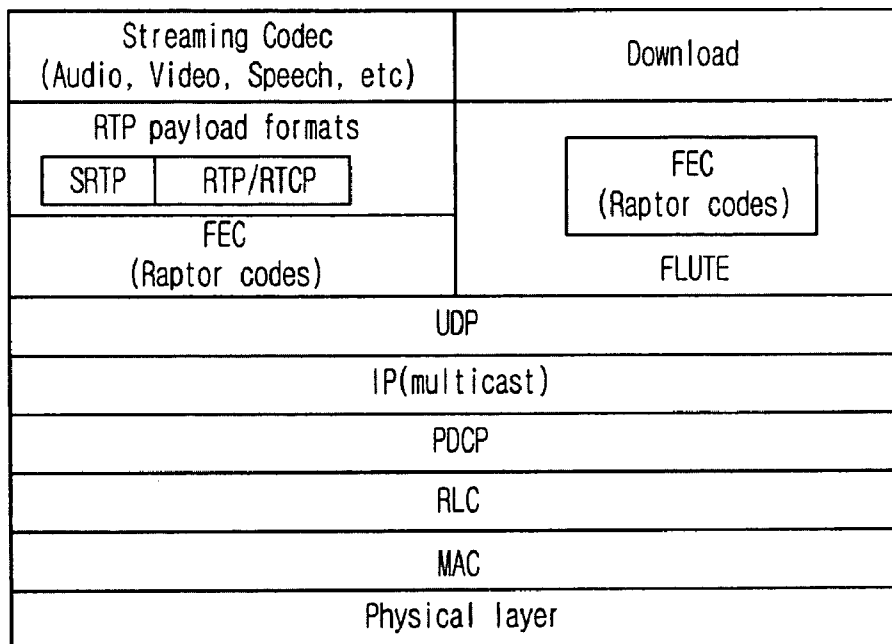 Streaming Codec
(Audio, Video, Speech, etc)
Download
RTP payload formats
SRTP
RTP/RTCP
FEC
(Raptor codes)
FEC
(Raptor codes)
FLUTE
UDP
IP(multicast)
PDCP
RLC
MAC
Physical layer